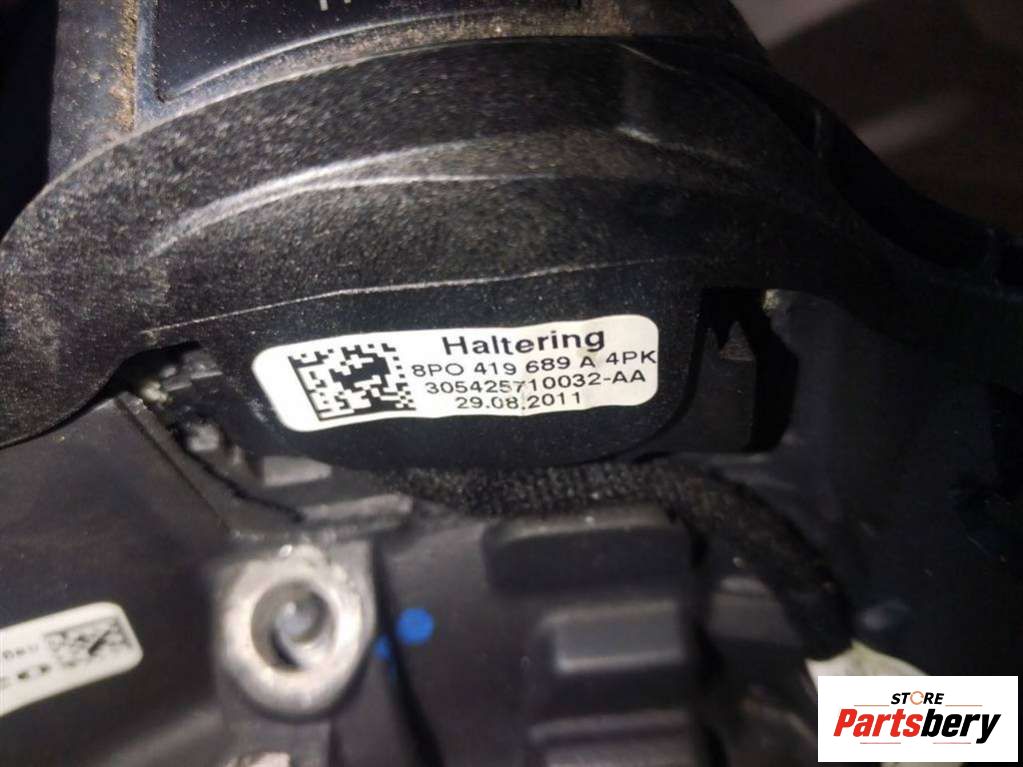 Haltering
8PO 419 689 A 4PK
305425710032-AA
29.08.2011
STORE
Partsbery